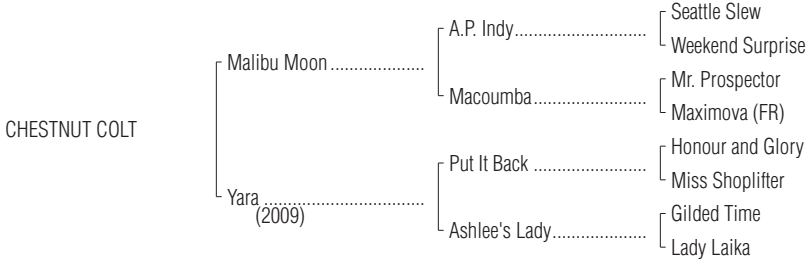 Seattle Slew
A.P. Indy..............................
Weekend Surprise
Malibu Moon.....................
Mr. Prospector
Macoumba..........................
Maximova (FR)
CHESTNUT COLT
Honour and Glory
Put It Back ..........................
Miss Shoplifter
Yara ....................................
(2009)
Gilded Time
Ashlee's Lady.....................
Lady Laika